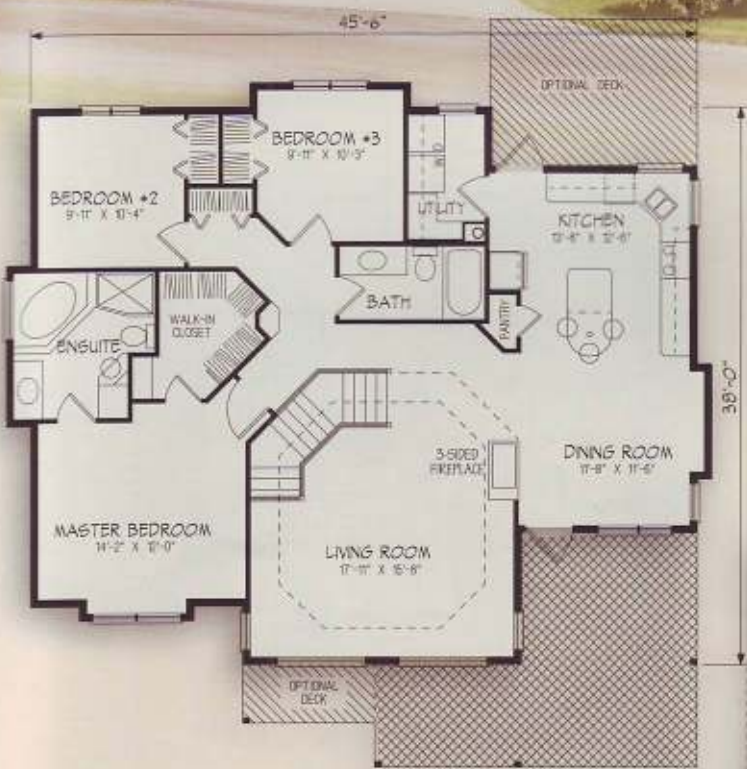 45'-6"
OPTIONAL DECK
BEDROOM #3
9'-11" X 10'-3"
BEDROOM #2
9'-11" X 10'-4"
W/D
UTILITY
KITCHEN
BATH
PANTRY
WALK-IN
CLOSET
ENSUITE
38'-0"
3-SIDED
FIREPLACE
DINING ROOM
11'-8" X 11'-6"
MASTER BEDROOM
14'-2" X 12'-0"
LIVING ROOM
17'-11" X 15'-8"
OPTIONAL
DECK